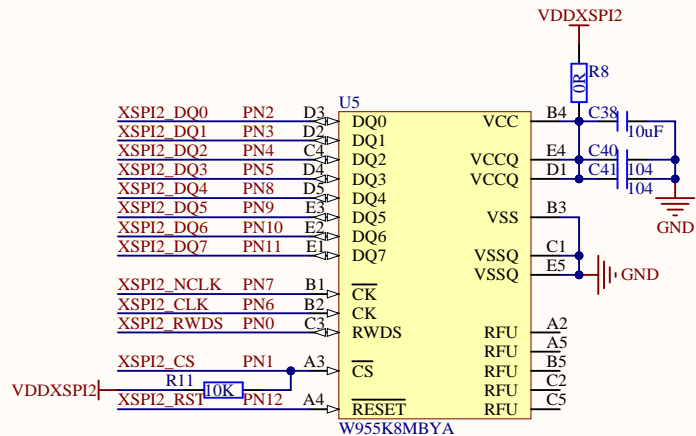 VDDXSPI2
R8
0R
U5
XSPI2_DQ0 PN2 D3 DQ0 VCC B4 C38 10uF
XSPI2_DQ1 PN3 D2 DQ1
XSPI2_DQ2 PN4 C4 DQ2 VCCQ E4 C40 104
XSPI2_DQ3 PN5 D4 DQ3 VCCQ D1 C41 104
XSPI2_DQ4 PN8 D5 DQ4
XSPI2_DQ5 PN9 E3 DQ5 VSS B3
GND
XSPI2_DQ6 PN10 E2 DQ6
XSPI2_DQ7 PN11 E1 DQ7 VSSQ C1
VSSQ E5 GND
XSPI2_NCLK PN7 B1 CK
XSPI2_CLK PN6 B2 CK
XSPI2_RWDS PN0 C3 RWDS RFU A2
RFU A5
XSPI2_CS PN1 A3 CS RFU B5
VDDXSPI2 R11 10K RFU C2
XSPI2_RST PN12 A4 RESET RFU C5
W955K8MBYA